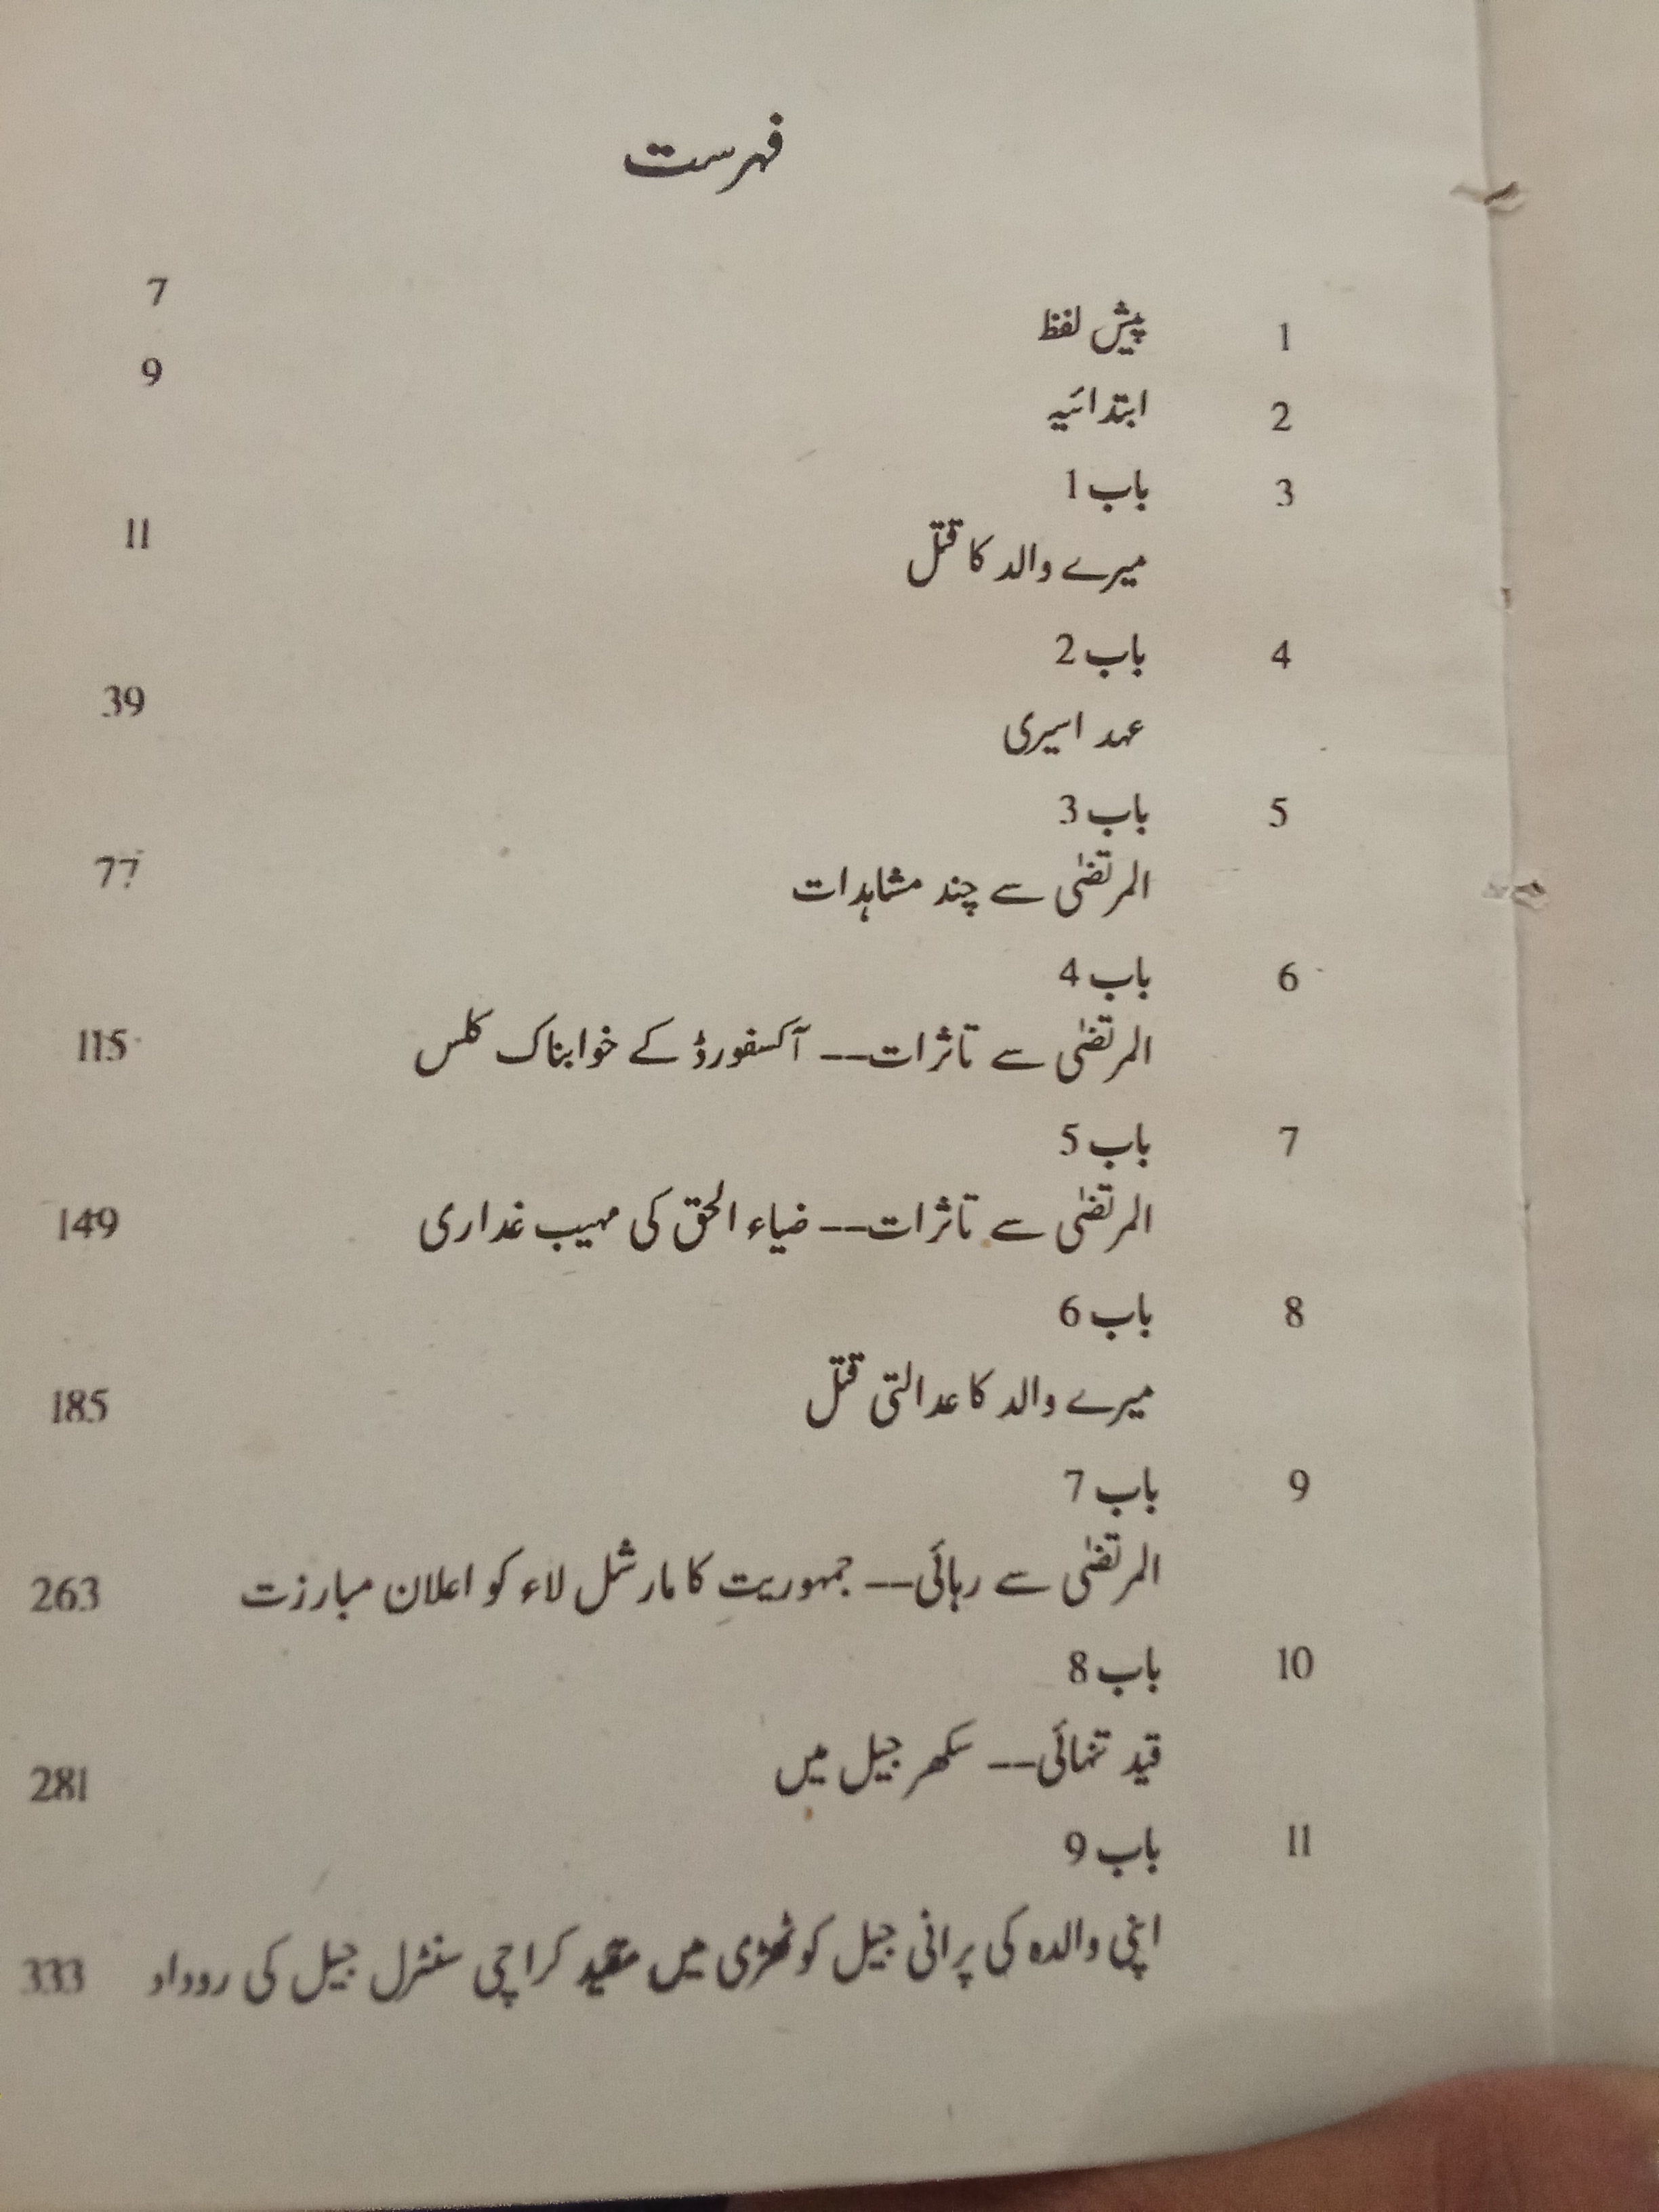 فہرست
1 پیش لفظ 7
2 ابتدائیہ 9
3 باب 1
میرے والد کا قتل 11
4 باب 2
عہد اسیری 39
5 باب 3
المرتضیٰ سے چند مشاہدات 77
6 باب 4
المرتضیٰ سے تاثرات -- آکسفورڈ کے خوابناک کلس 115
7 باب 5
المرتضیٰ سے تاثرات -- ضیاء الحق کی مہیب غداری 149
8 باب 6
میرے والد کا عدالتی قتل 185
9 باب 7
المرتضیٰ سے رہائی -- جمہوریت کا مارشل لاء کو اعلان مبارزت 263
10 باب 8
قید تنہائی -- سکھر جیل میں 281
11 باب 9
اپنی والدہ کی پرانی جیل کوٹھڑی میں مقید کراچی سنٹرل جیل کی روداد 333